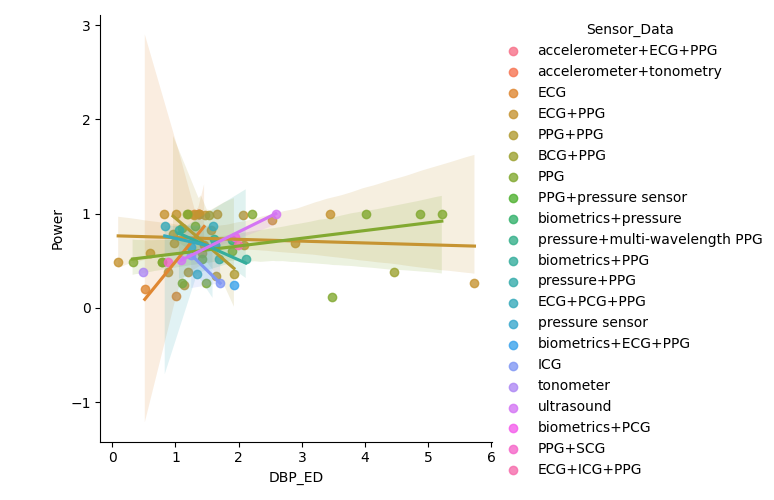 Sensor_Data
accelerometer+ECG+PPG
accelerometer+tonometry
ECG
ECG+PPG
PPG+PPG
BCG+PPG
PPG
PPG+pressure sensor
biometrics+pressure
pressure+multi-wavelength PPG
biometrics+PPG
pressure+PPG
ECG+PCG+PPG
pressure sensor
biometrics+ECG+PPG
ICG
tonometer
ultrasound
biometrics+PCG
PPG+SCG
ECG+ICG+PPG
Power
3
2
1
0
−1
0 1 2 3 4 5 6
DBP_ED